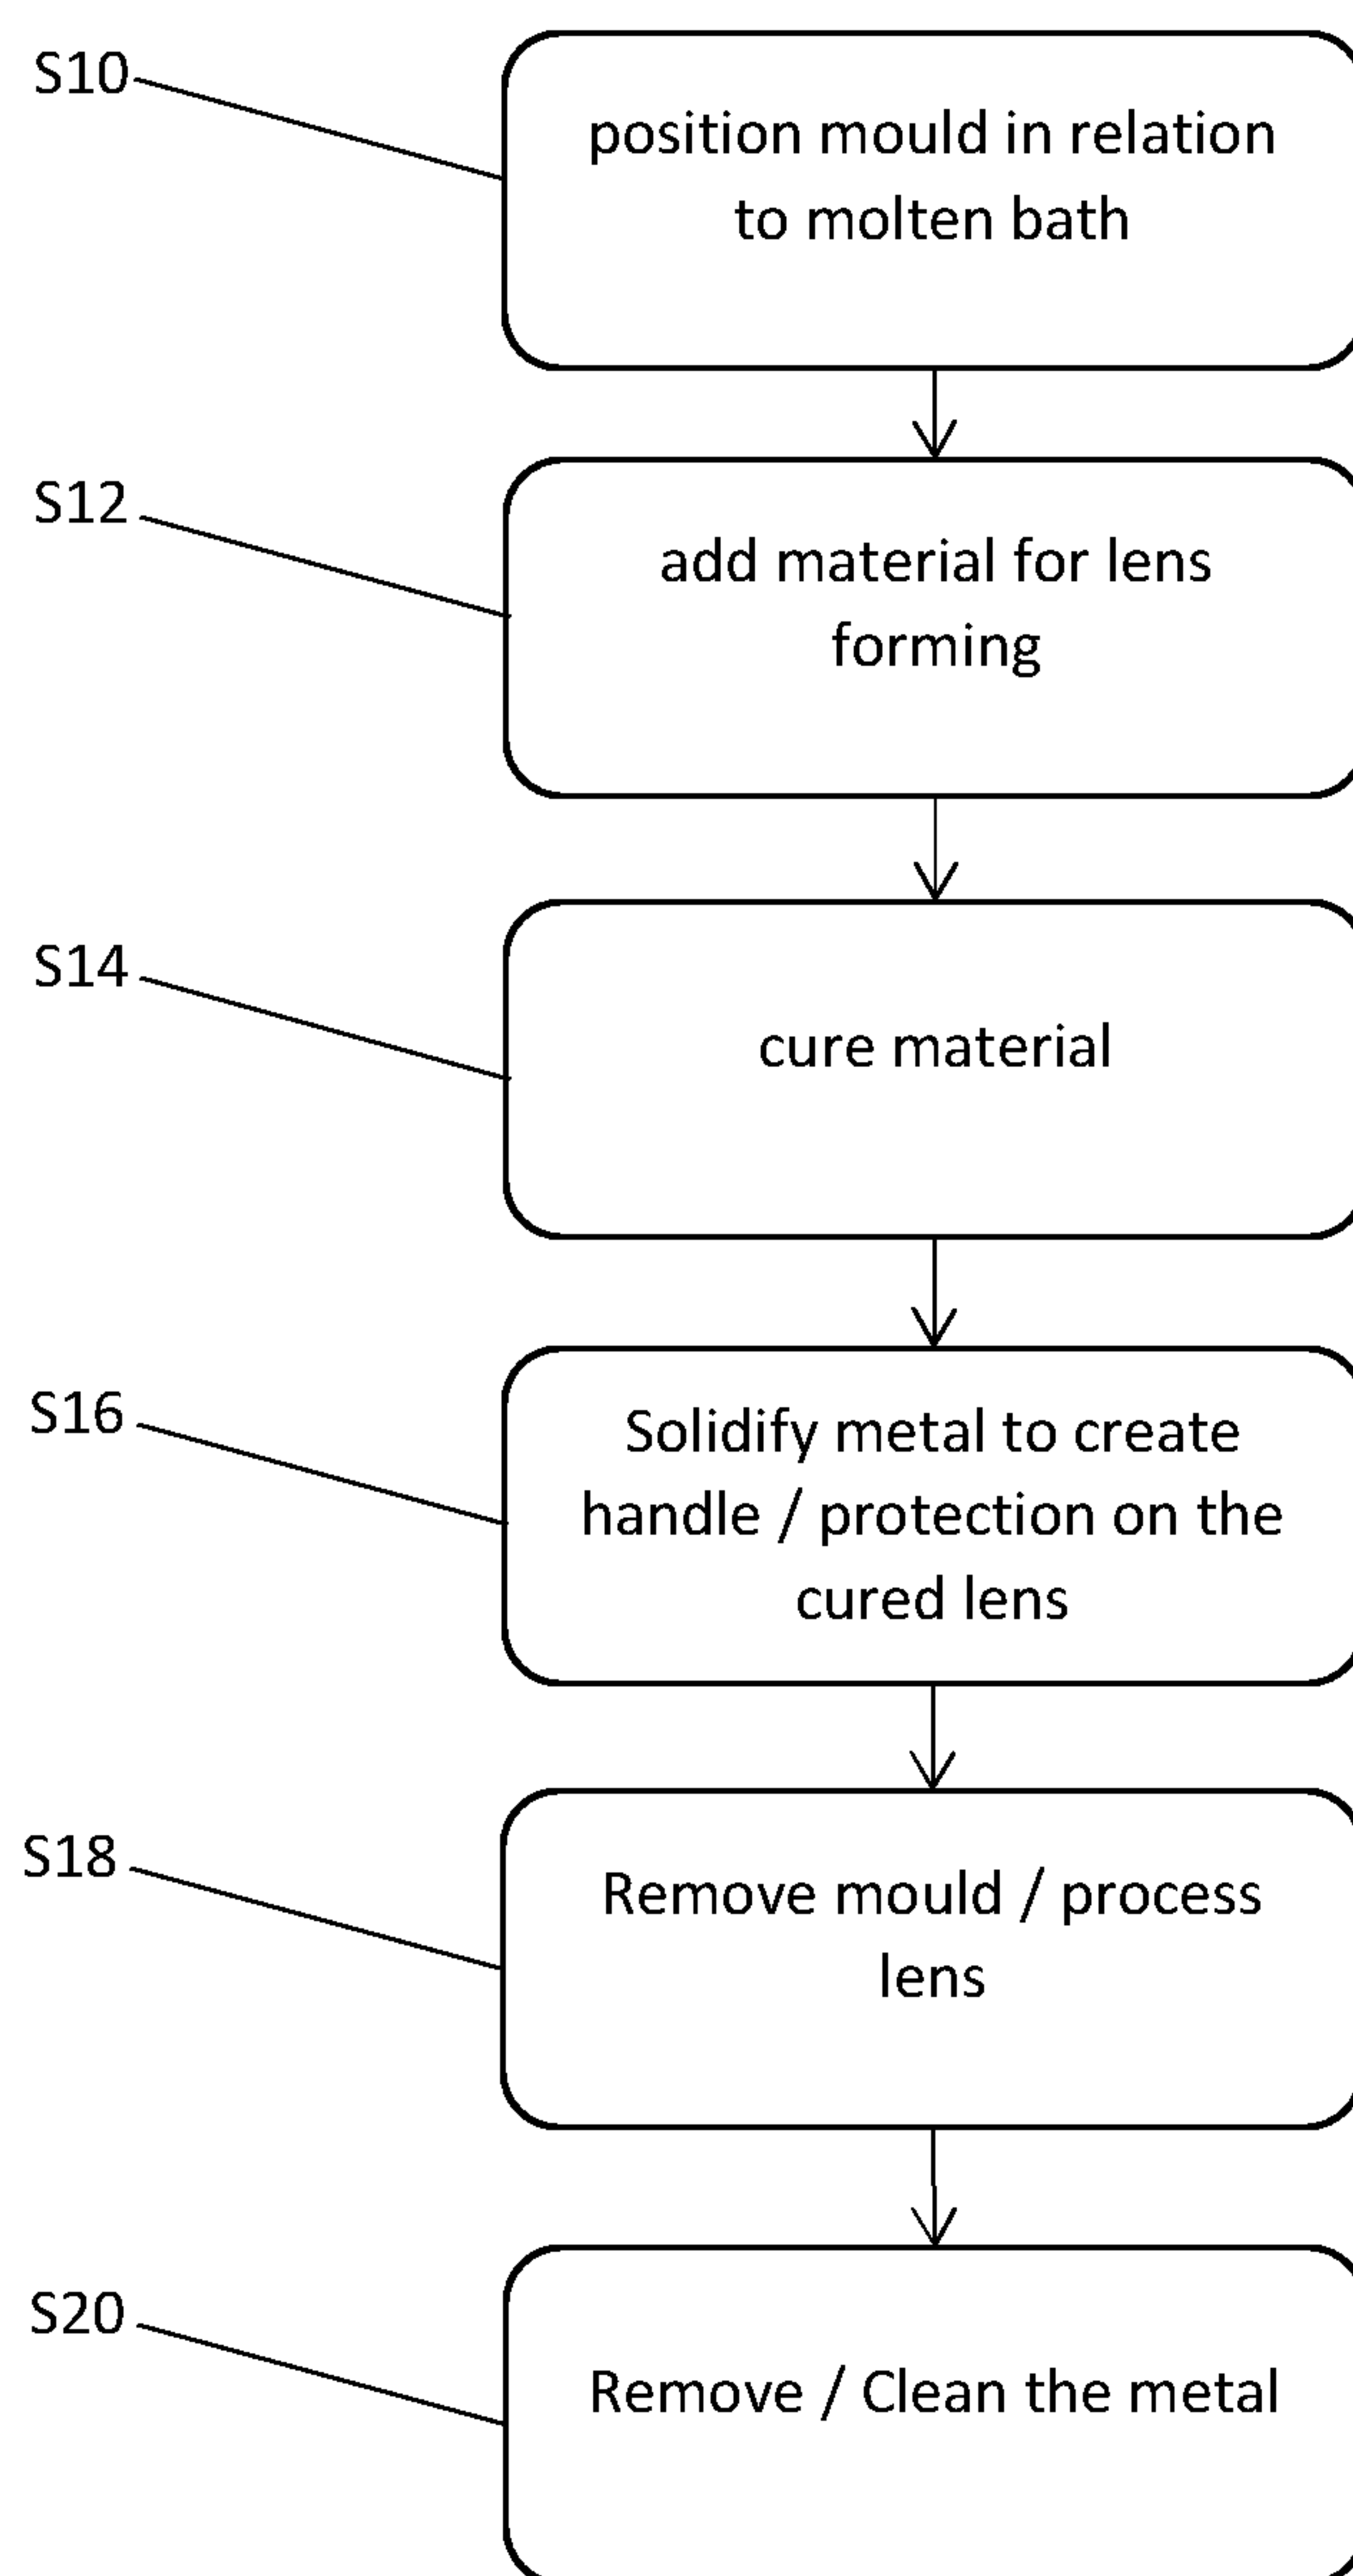 S10
position mould in relation
to molten bath
S12
add material for lens
forming
S14
cure material
S16
Solidify metal to create
handle / protection on the
cured lens
S18
Remove mould / process
lens
S20
Remove / Clean the metal